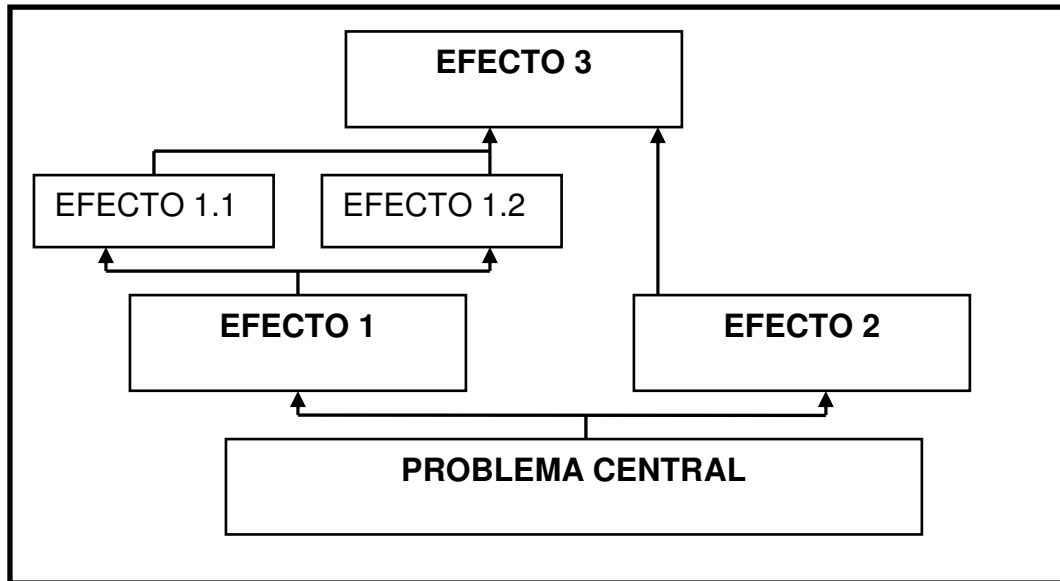 EFECTO 3
EFECTO 1.1
EFECTO 1.2
EFECTO 1
EFECTO 2
PROBLEMA CENTRAL